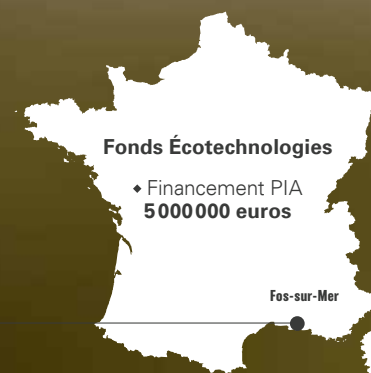 Fonds Écotechnologies
◆ Financement PIA
5 000 000 euros
Fos-sur-Mer